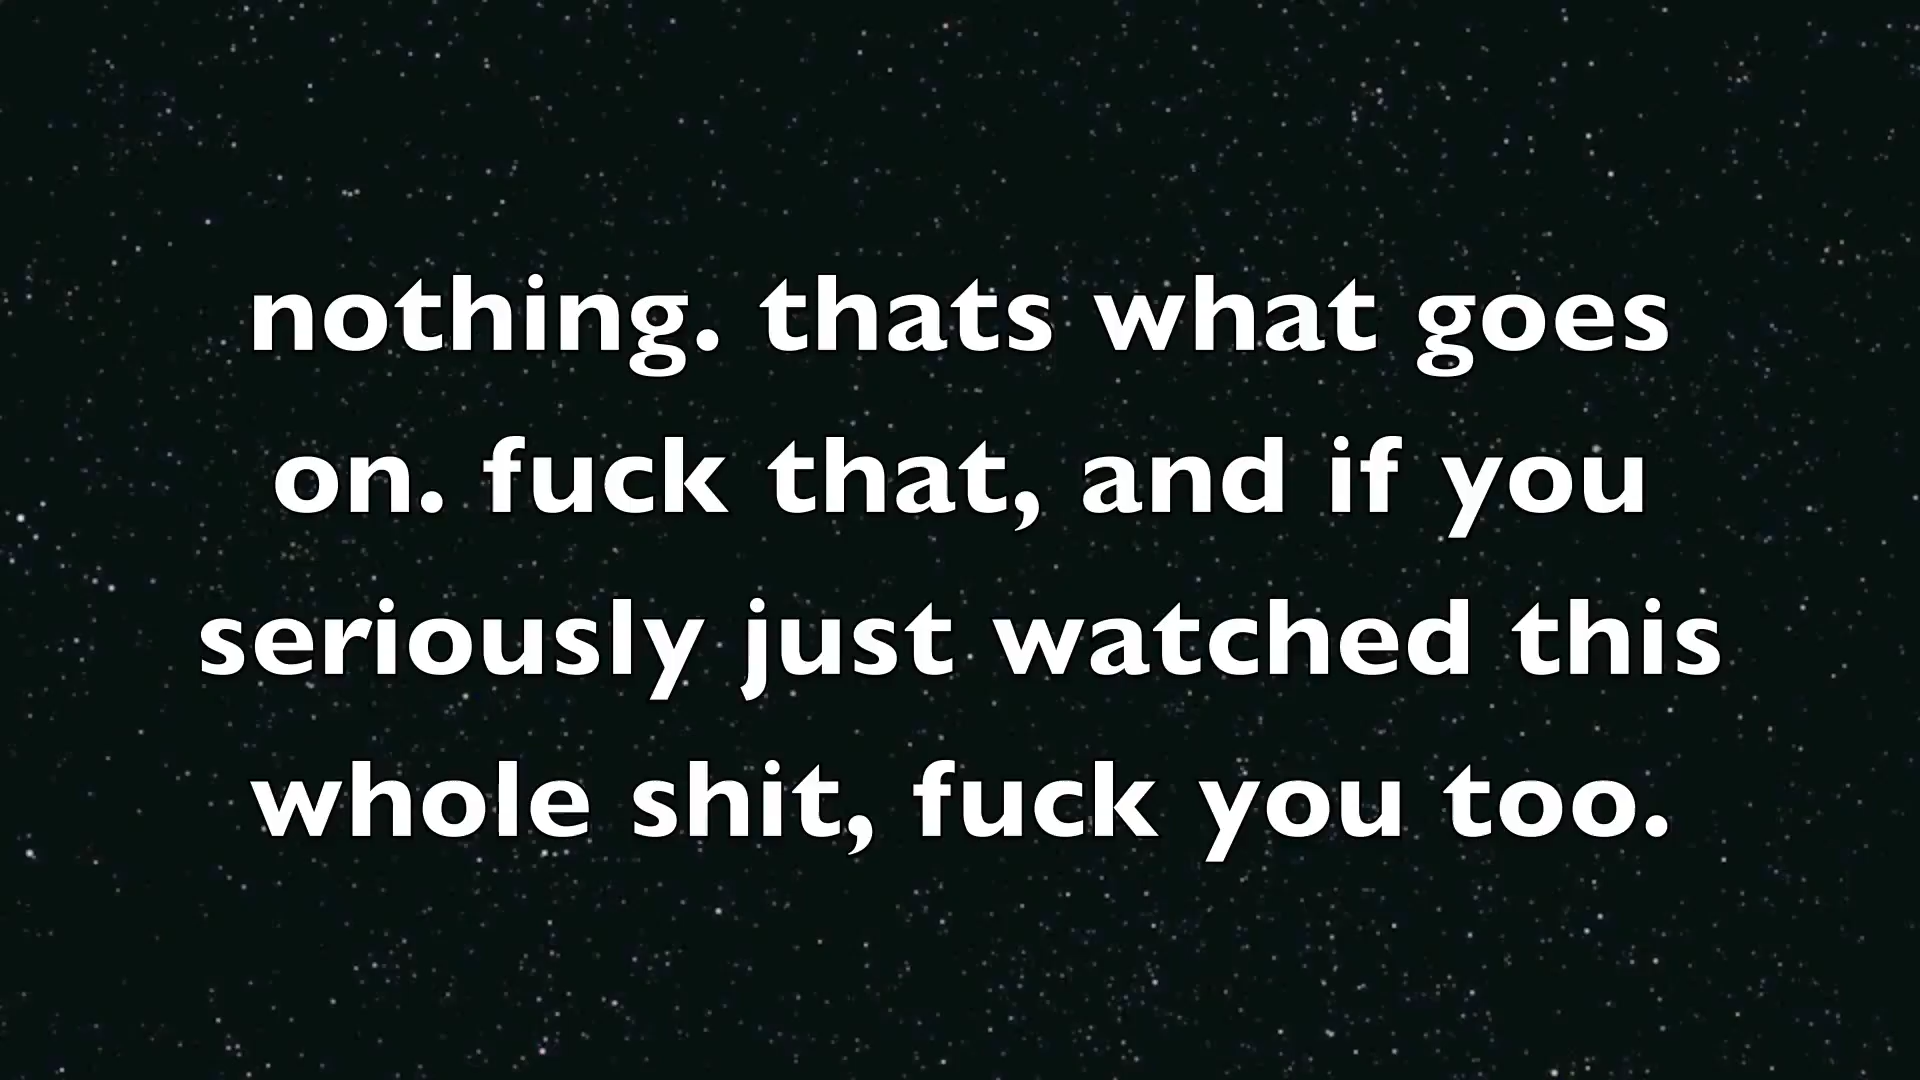 nothing. thats what goes
on. fuck that, and if you
seriously just watched this
whole shit, fuck you too.